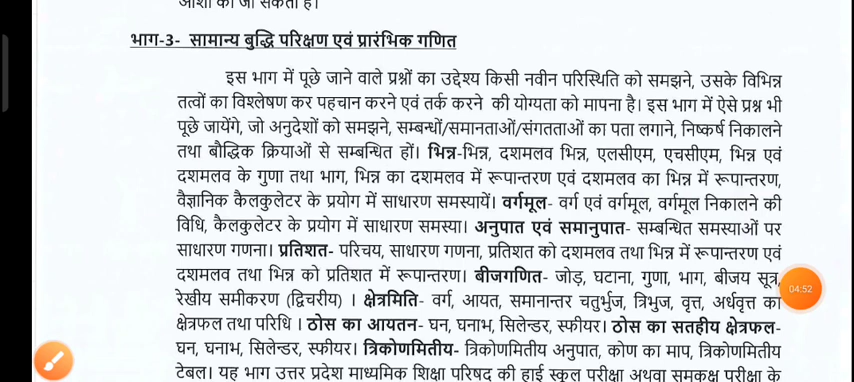 आशा की जा सकती है।
भाग-3- सामान्य बुद्धि परिक्षण एवं प्रारंभिक गणित
इस भाग में पूछे जाने वाले प्रश्नों का उद्देश्य किसी नवीन परिस्थिति को समझने, उसके विभिन्न
तत्वों का विश्लेषण कर पहचान करने एवं तर्क करने की योग्यता को मापना है। इस भाग में ऐसे प्रश्न भी
पूछे जायेंगे, जो अनुदेशों को समझने, सम्बन्धों/समानताओं/संगतताओं का पता लगाने, निष्कर्ष निकालने
तथा बौद्धिक क्रियाओं से सम्बन्धित हों। भिन्न-भिन्न, दशमलव भिन्न, एलसीएम, एचसीएम, भिन्न एवं
दशमलव के गुणा तथा भाग, भिन्न का दशमलव में रूपान्तरण एवं दशमलव का भिन्न में रूपान्तरण,
वैज्ञानिक कैलकुलेटर के प्रयोग में साधारण समस्यायें। वर्गमूल- वर्ग एवं वर्गमूल, वर्गमूल निकालने की
विधि, कैलकुलेटर के प्रयोग में साधारण समस्या। अनुपात एवं समानुपात- सम्बन्धित समस्याओं पर
साधारण गणना। प्रतिशत- परिचय, साधारण गणना, प्रतिशत को दशमलव तथा भिन्न में रूपान्तरण एवं
दशमलव तथा भिन्न को प्रतिशत में रूपान्तरण। बीजगणित- जोड़, घटाना, गुणा, भाग, बीजय सूत्र,
रेखीय समीकरण (द्विचरीय) । क्षेत्रमिति- वर्ग, आयत, समानान्तर चतुर्भुज, त्रिभुज, वृत्त, अर्धवृत्त का
क्षेत्रफल तथा परिधि । ठोस का आयतन- घन, घनाभ, सिलेन्डर, स्फीयर। ठोस का सतहीय क्षेत्रफल-
घन, घनाभ, सिलेन्डर, स्फीयर। त्रिकोणमितीय- त्रिकोणमितीय अनुपात, कोण का माप, त्रिकोणमितीय
टेबल। यह भाग उत्तर प्रदेश माध्यमिक शिक्षा परिषद की हाई स्कूल परीक्षा अथवा समकक्ष परीक्षा के
04:52